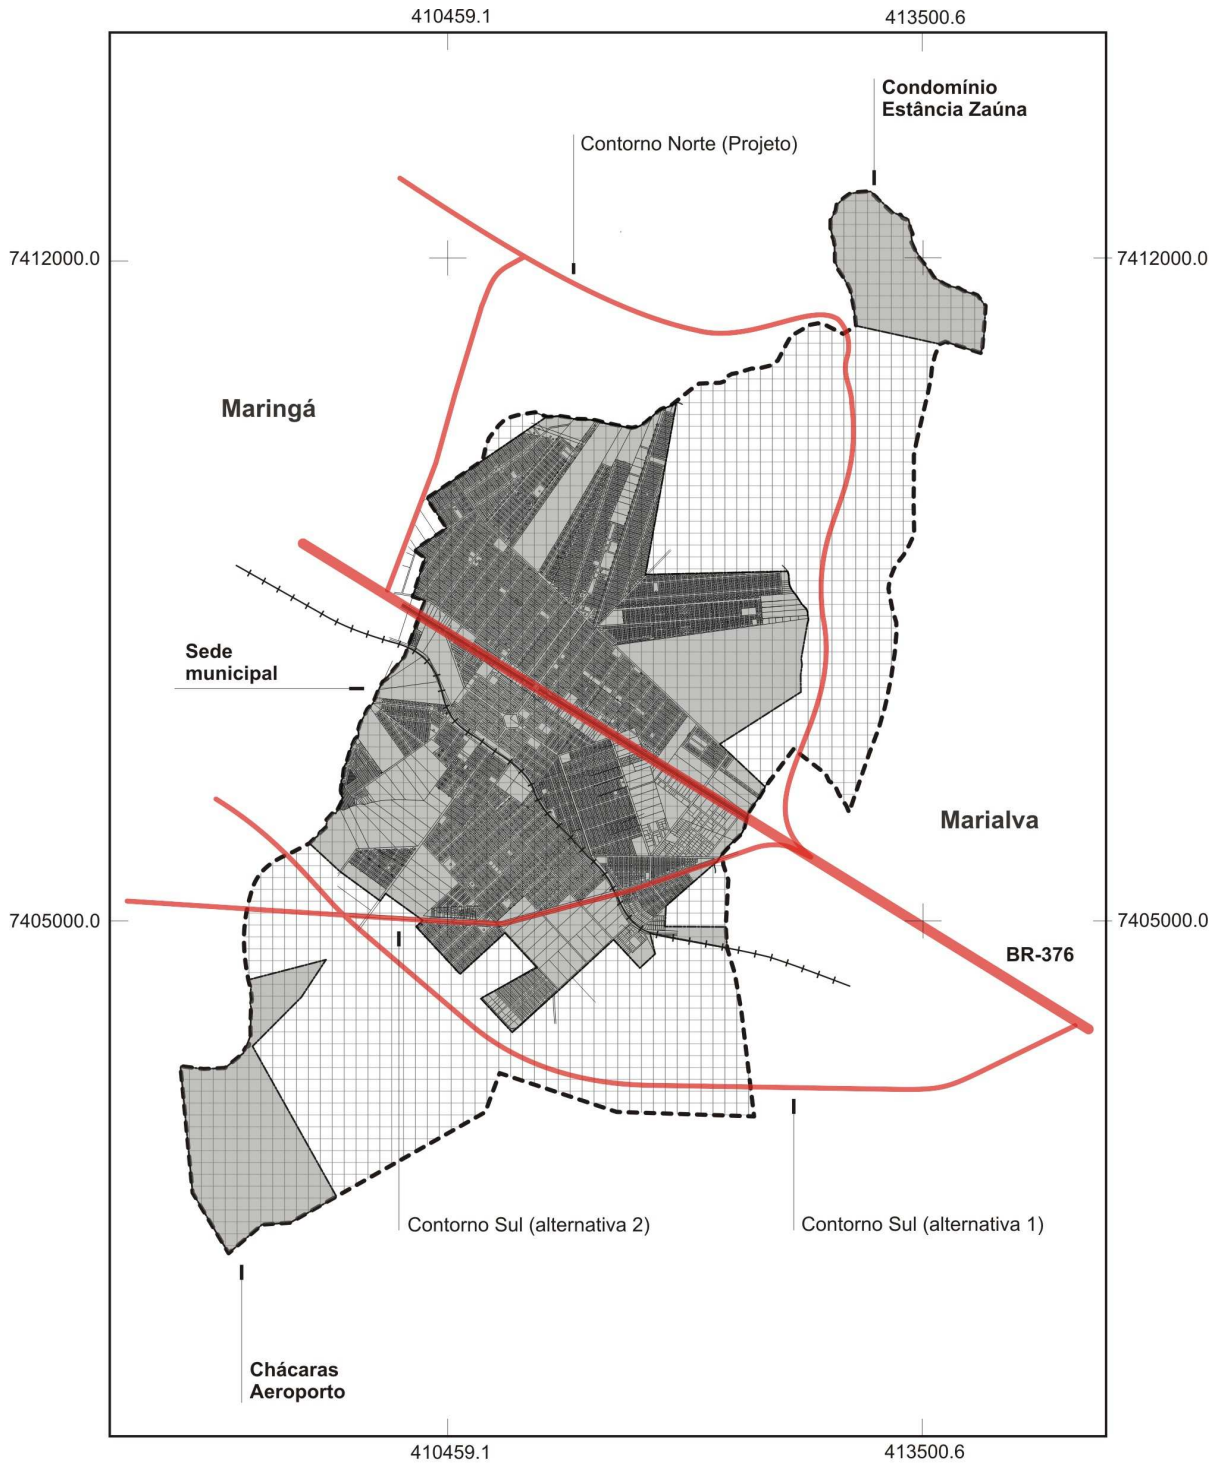 410459.1
413500.6
Condomínio
Estância Zaúna
Contorno Norte (Projeto)
7412000.0
7412000.0
Maringá
Sede
municipal
Marialva
7405000.0
7405000.0
BR-376
Contorno Sul (alternativa 2)
Contorno Sul (alternativa 1)
Chácaras
Aeroporto
410459.1
413500.6